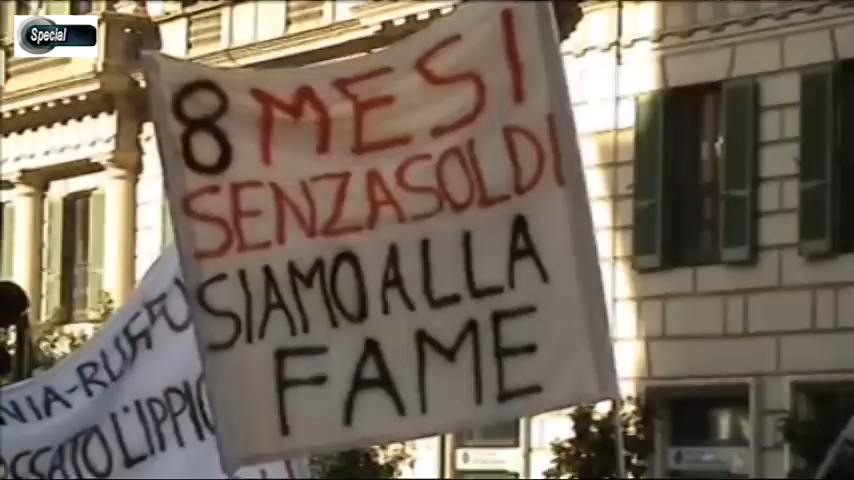 Special
8 MESI
SENZA SOLDI
SIAMO ALLA
FAME